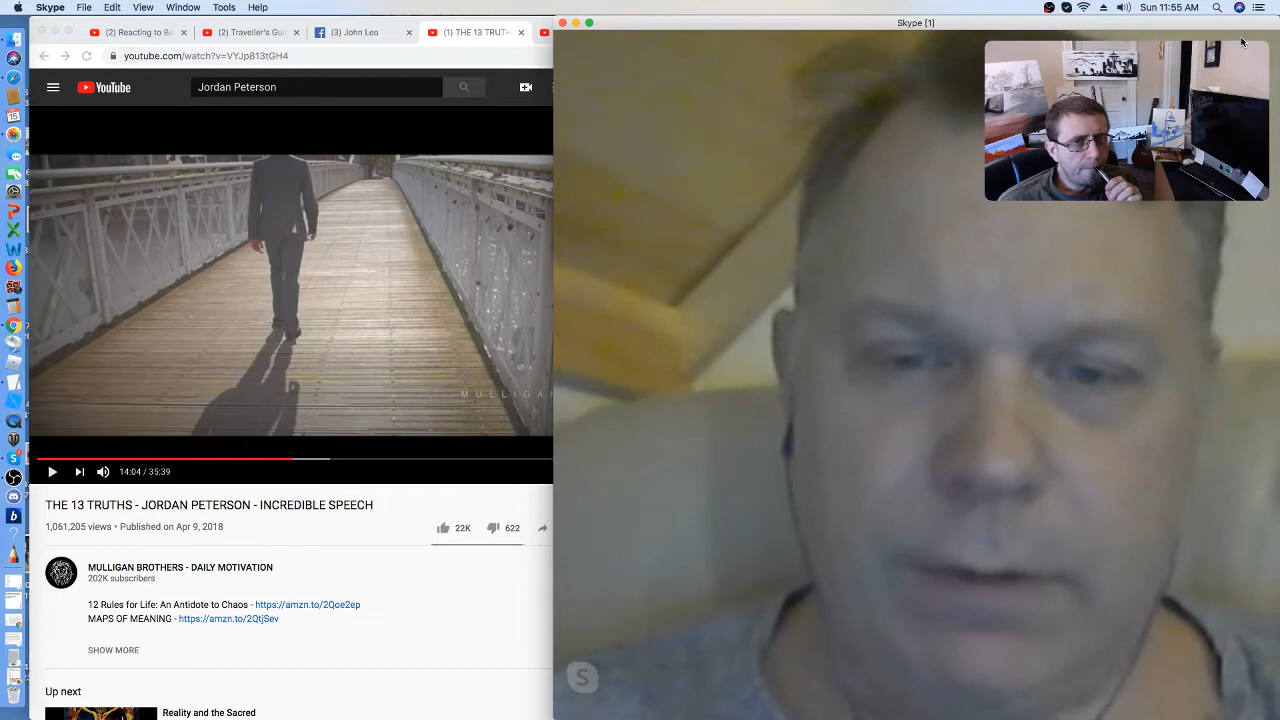 Skype File Edit View Window Tools Help
Sun 11:55 AM
(2) Reacting to Be
(2) Traveller's Guid
(3) John Leo
(1) THE 13 TRUTH
Skype [1]
youtube.com/watch?v=VYJp813tGH4
YouTube
Jordan Peterson
MULLIGAN
14:04 / 35:39
THE 13 TRUTHS - JORDAN PETERSON - INCREDIBLE SPEECH
1,061,205 views • Published on Apr 9, 2018
22K
622
MULLIGAN BROTHERS - DAILY MOTIVATION
202K subscribers
12 Rules for Life: An Antidote to Chaos - https://amzn.to/2Qoe2ep
MAPS OF MEANING - https://amzn.to/2QtjSev
SHOW MORE
Up next
Reality and the Sacred